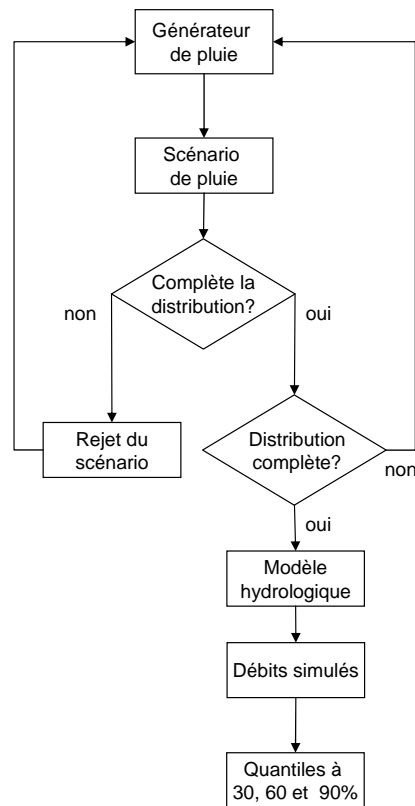 Générateur
de pluie
Scénario
de pluie
Complète la
distribution?
non
oui
Rejet du
scénario
Distribution
complète?
non
oui
Modèle
hydrologique
Débits simulés
Quantiles à
30, 60 et 90%